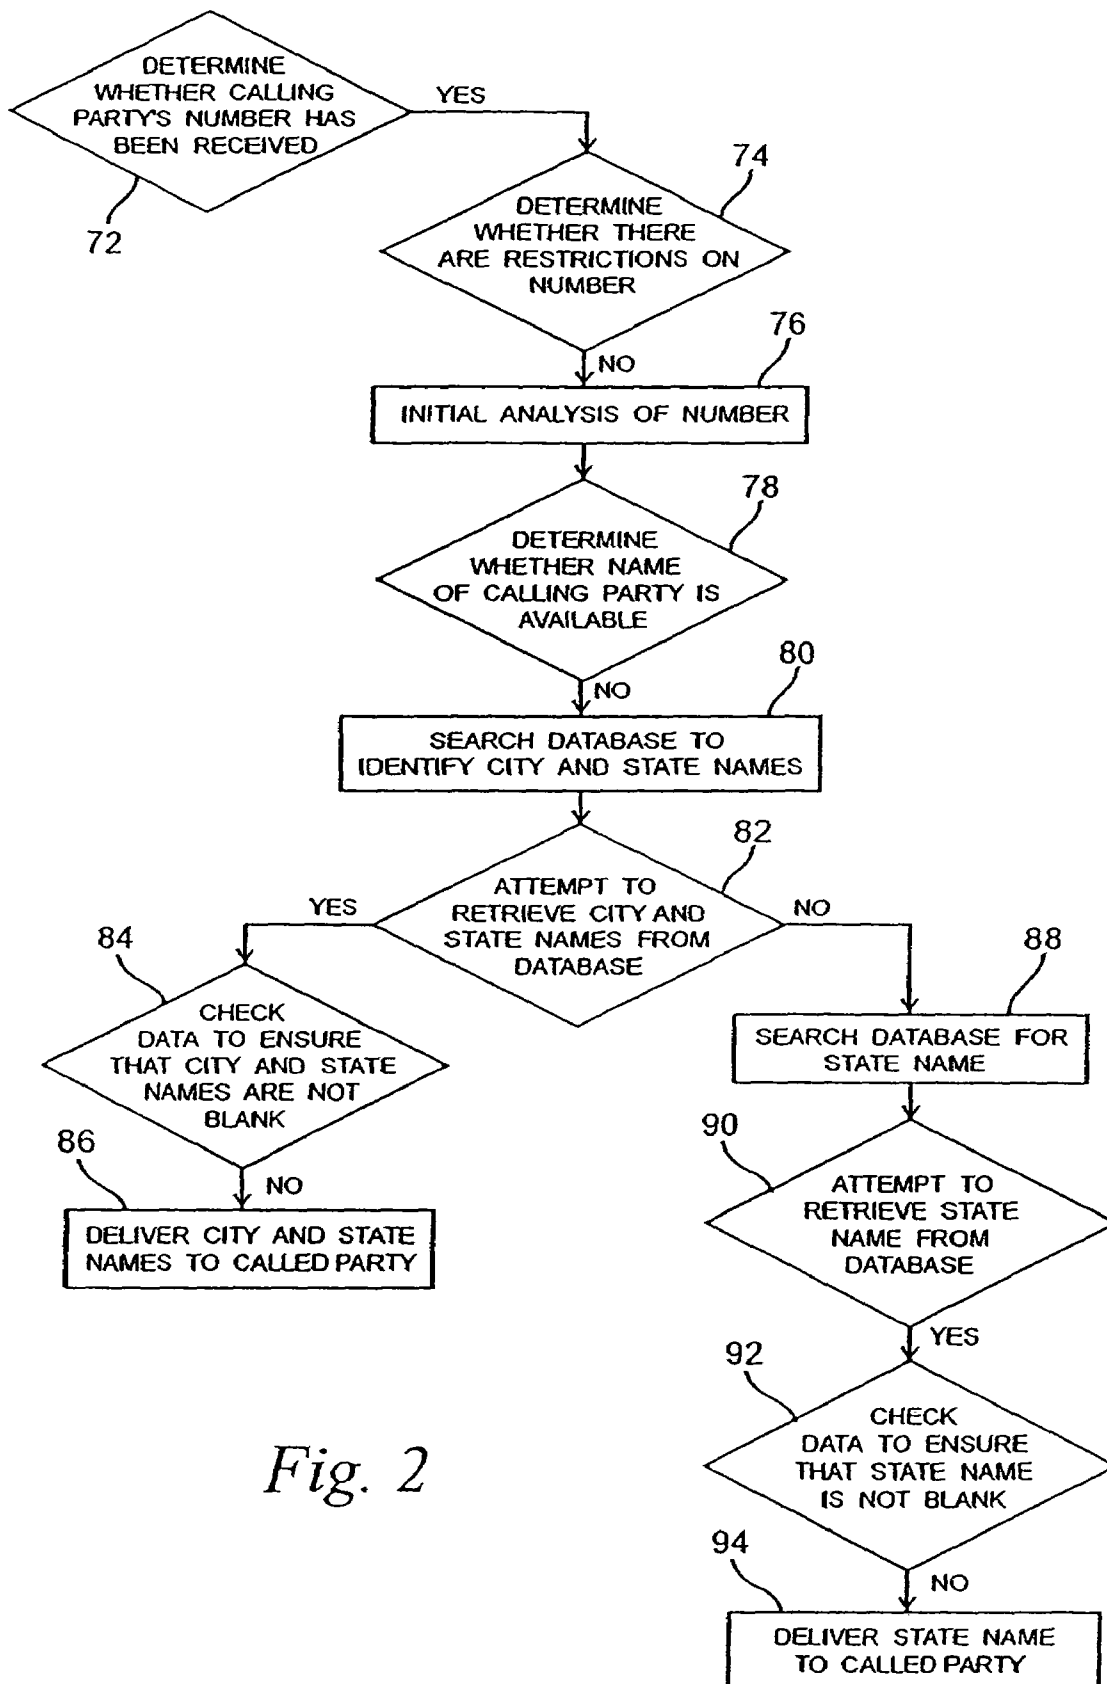 DETERMINE
WHETHER CALLING
PARTY'S NUMBER HAS
BEEN RECEIVED
YES
72
74
DETERMINE
WHETHER THERE
ARE RESTRICTIONS ON
NUMBER
NO
76
INITIAL ANALYSIS OF NUMBER
78
DETERMINE
WHETHER NAME
OF CALLING PARTY IS
AVAILABLE
NO
80
SEARCH DATABASE TO
IDENTIFY CITY AND STATE NAMES
82
ATTEMPT TO
RETRIEVE CITY AND
STATE NAMES FROM
DATABASE
YES
NO
84
CHECK
DATA TO ENSURE
THAT CITY AND STATE
NAMES ARE NOT
BLANK
NO
86
DELIVER CITY AND STATE
NAMES TO CALLED PARTY
88
SEARCH DATABASE FOR
STATE NAME
90
ATTEMPT TO
RETRIEVE STATE
NAME FROM
DATABASE
YES
92
CHECK
DATA TO ENSURE
THAT STATE NAME
IS NOT BLANK
NO
94
DELIVER STATE NAME
TO CALLED PARTY
Fig. 2